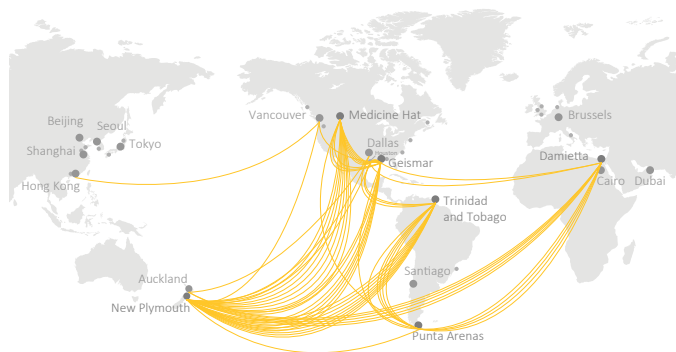 Beijing
Seoul
Tokyo
Shanghai
Hong Kong
Vancouver
Medicine Hat
Dallas
Houston
Geismar
Brussels
Damietta
Cairo
Dubai
Trinidad
and Tobago
Santiago
Auckland
New Plymouth
Punta Arenas